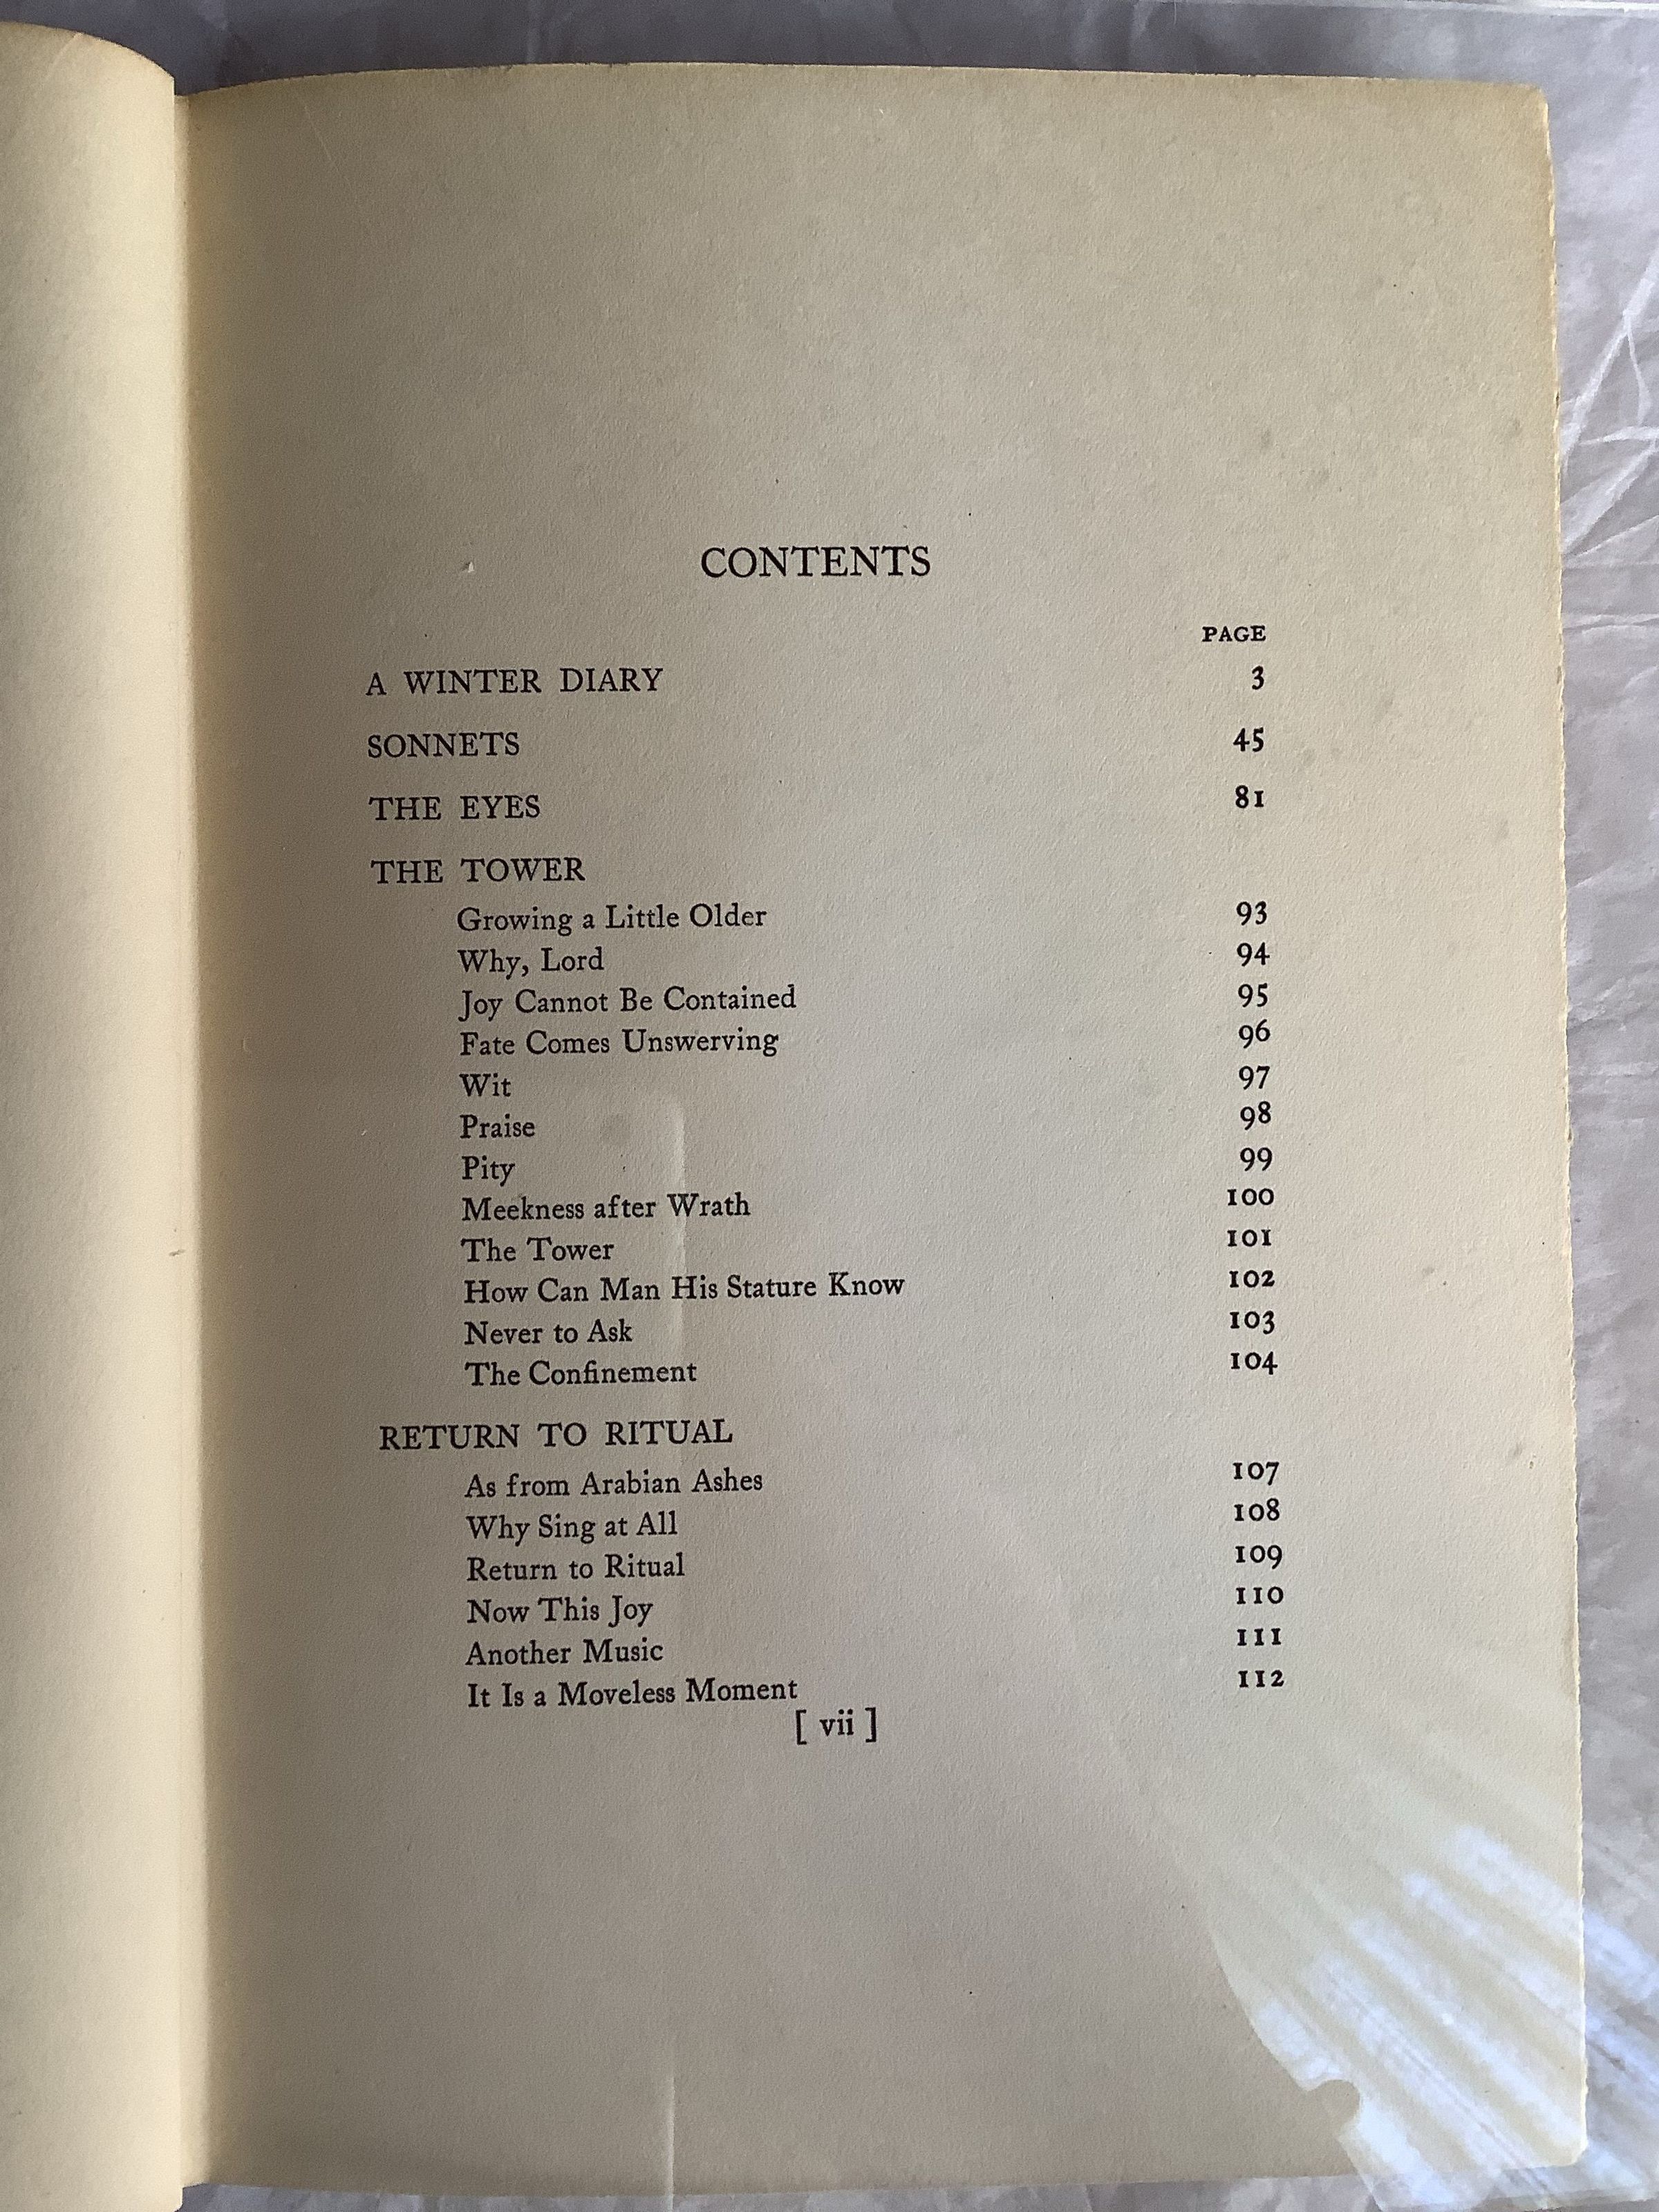 CONTENTS
PAGE
A WINTER DIARY 3
SONNETS 45
THE EYES 81
THE TOWER
Growing a Little Older 93
Why, Lord 94
Joy Cannot Be Contained 95
Fate Comes Unswerving 96
Wit 97
Praise 98
Pity 99
Meekness after Wrath 100
The Tower 101
How Can Man His Stature Know 102
Never to Ask 103
The Confinement 104
RETURN TO RITUAL
As from Arabian Ashes 107
Why Sing at All 108
Return to Ritual 109
Now This Joy 110
Another Music 111
It Is a Moveless Moment 112
[ vii ]